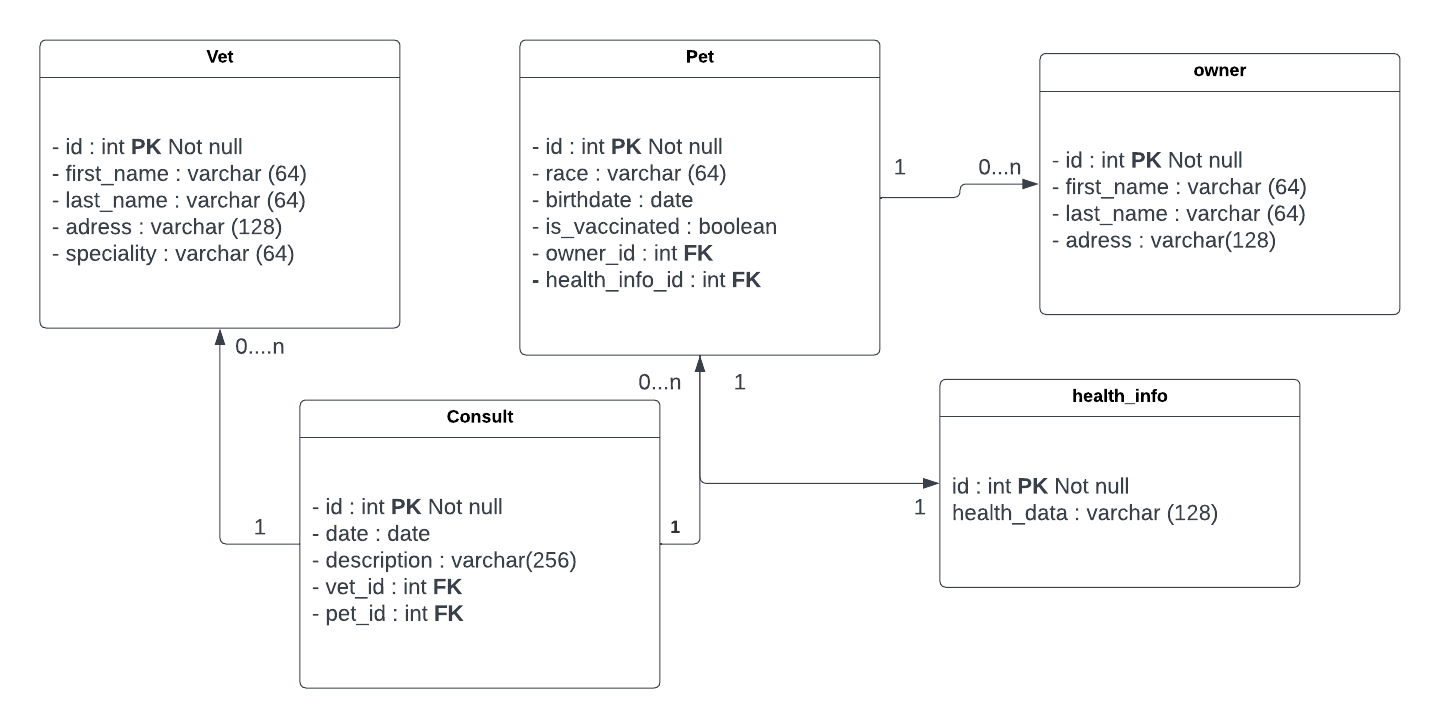 Vet
- id : int PK Not null
- first_name : varchar (64)
- last_name : varchar (64)
- adress : varchar (128)
- speciality : varchar (64)
0....n
Pet
- id : int PK Not null
- race : varchar (64)
- birthdate : date
- is_vaccinated : boolean
- owner_id : int FK
- health_info_id : int FK
1
0...n
owner
- id : int PK Not null
- first_name : varchar (64)
- last_name : varchar (64)
- adress : varchar(128)
0...n
1
Consult
- id : int PK Not null
- date : date
- description : varchar(256)
- vet_id : int FK
- pet_id : int FK
1
1
health_info
id : int PK Not null
health_data : varchar (128)
1